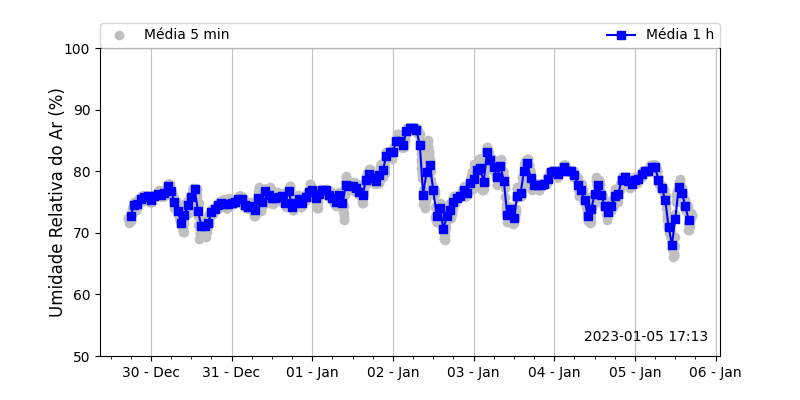 Média 5 min
Média 1 h
Umidade Relativa do Ar (%)
100
90
80
70
60
50
2023-01-05 17:13
30 - Dec
31 - Dec
01 - Jan
02 - Jan
03 - Jan
04 - Jan
05 - Jan
06 - Jan